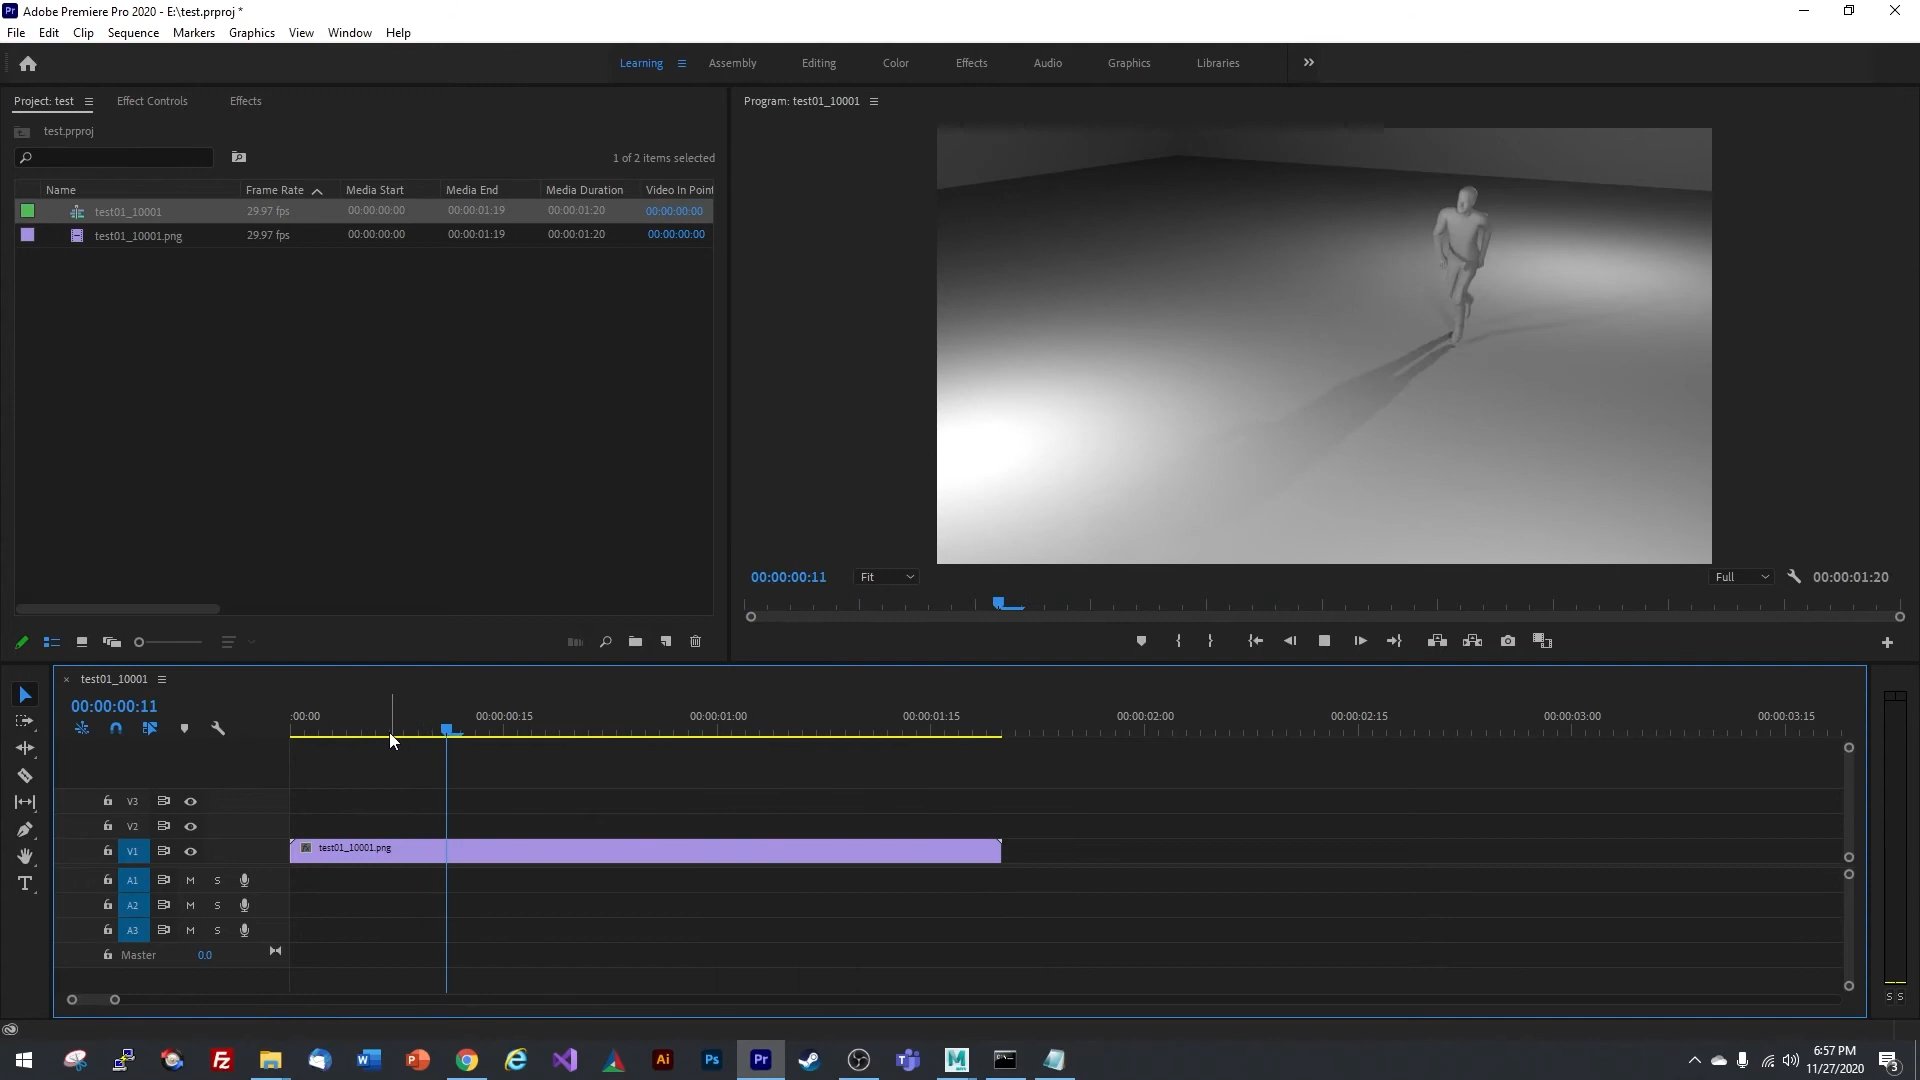 Adobe Premiere Pro 2020 - E:\test.prproj *
File Edit Clip Sequence Markers Graphics View Window Help
Learning Assembly Editing Color Effects Audio Graphics Libraries
Project: test Effect Controls Effects
test.prproj
1 of 2 items selected
Name Frame Rate Media Start Media End Media Duration Video In Point
test01_10001 29.97 fps 00:00:00:00 00:00:01:19 00:00:01:20 00:00:00:00
test01_10001.png 29.97 fps 00:00:00:00 00:00:01:19 00:00:01:20 00:00:00:00
Program: test01_10001
00:00:00:11 Fit Full 00:00:01:20
test01_10001
00:00:00:11
:00:00 00:00:00:15 00:00:01:00 00:00:01:15 00:00:02:00 00:00:02:15 00:00:03:00 00:00:03:15
V3
V2
V1 test01_10001.png
A1 M S
A2 M S
A3 M S
Master 0.0
S S
6:57 PM
11/27/2020
3